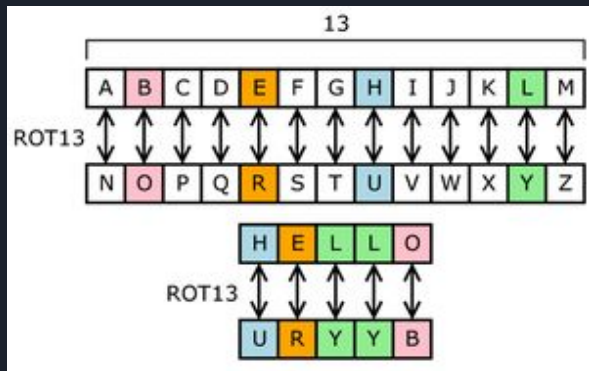 13
A B C D E F G H I J K L M
ROT13
N O P Q R S T U V W X Y Z
H E L L O
ROT13
U R Y Y B